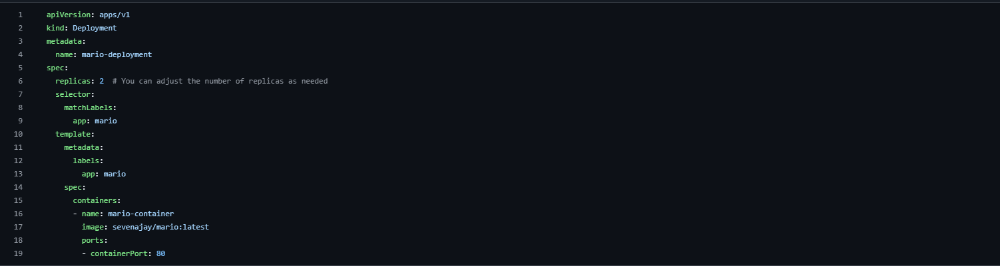 1 apiVersion: apps/v1
2 kind: Deployment
3 metadata:
4   name: mario-deployment
5 spec:
6   replicas: 2  # You can adjust the number of replicas as needed
7   selector:
8     matchLabels:
9       app: mario
10   template:
11     metadata:
12       labels:
13         app: mario
14     spec:
15       containers:
16       - name: mario-container
17         image: sevenajay/mario:latest
18         ports:
19         - containerPort: 80